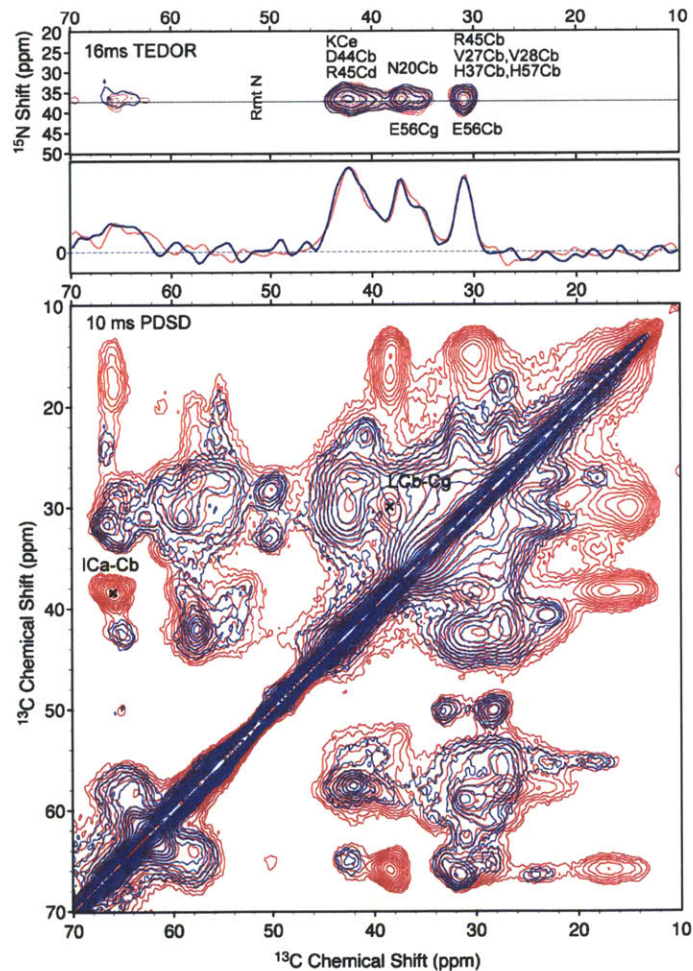 20
25
30
35
40
45
50
15N Shift (ppm)
16ms TEDOR
Rmt N
KCe
D44Cb
R45Cd
N20Cb
E56Cg
R45Cb
V27Cb,V28Cb
H37Cb,H57Cb
E56Cb
70 60 50 40 30 20 10
0
70 60 50 40 30 20 10
10 ms PDSD
10
20
30
40
50
60
70
13C Chemical Shift (ppm)
LCb-Cg
ICa-Cb
70 60 50 40 30 20 10
13C Chemical Shift (ppm)